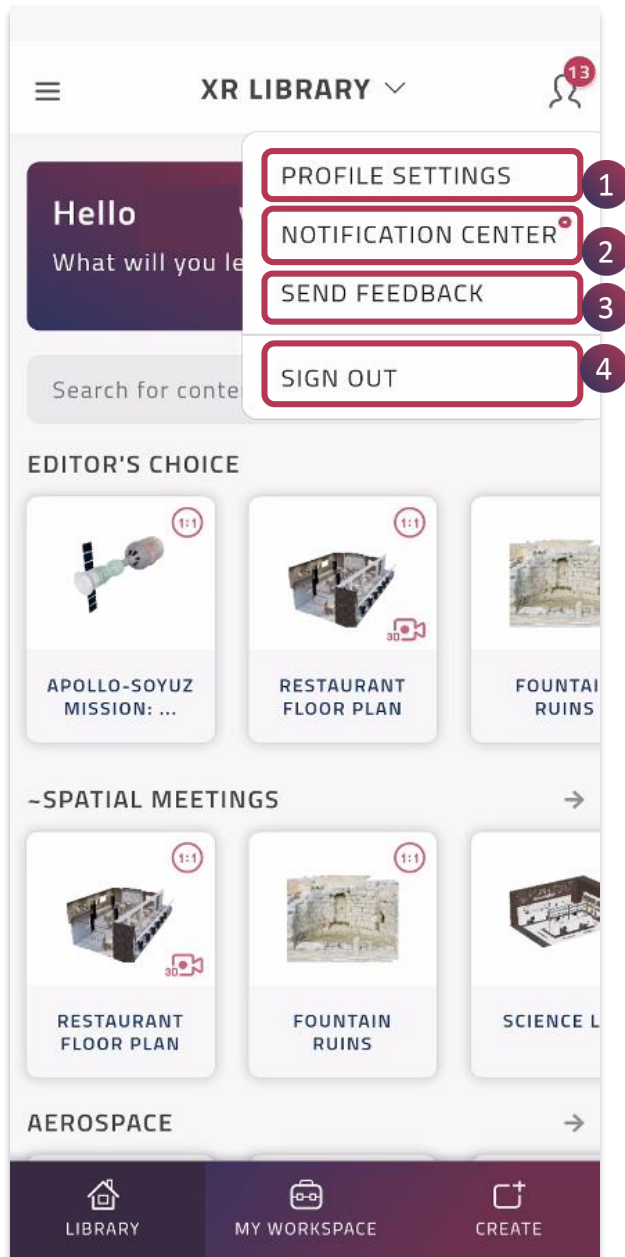 XR LIBRARY
13
PROFILE SETTINGS
1
Hello
NOTIFICATION CENTER
2
What will you le
SEND FEEDBACK
3
SIGN OUT
4
Search for conte
EDITOR'S CHOICE
1:1
1:1
3D
APOLLO-SOYUZ
MISSION: ...
RESTAURANT
FLOOR PLAN
FOUNTAI
RUINS
~SPATIAL MEETINGS
1:1
1:1
3D
RESTAURANT
FLOOR PLAN
FOUNTAIN
RUINS
SCIENCE L
AEROSPACE
LIBRARY
MY WORKSPACE
CREATE